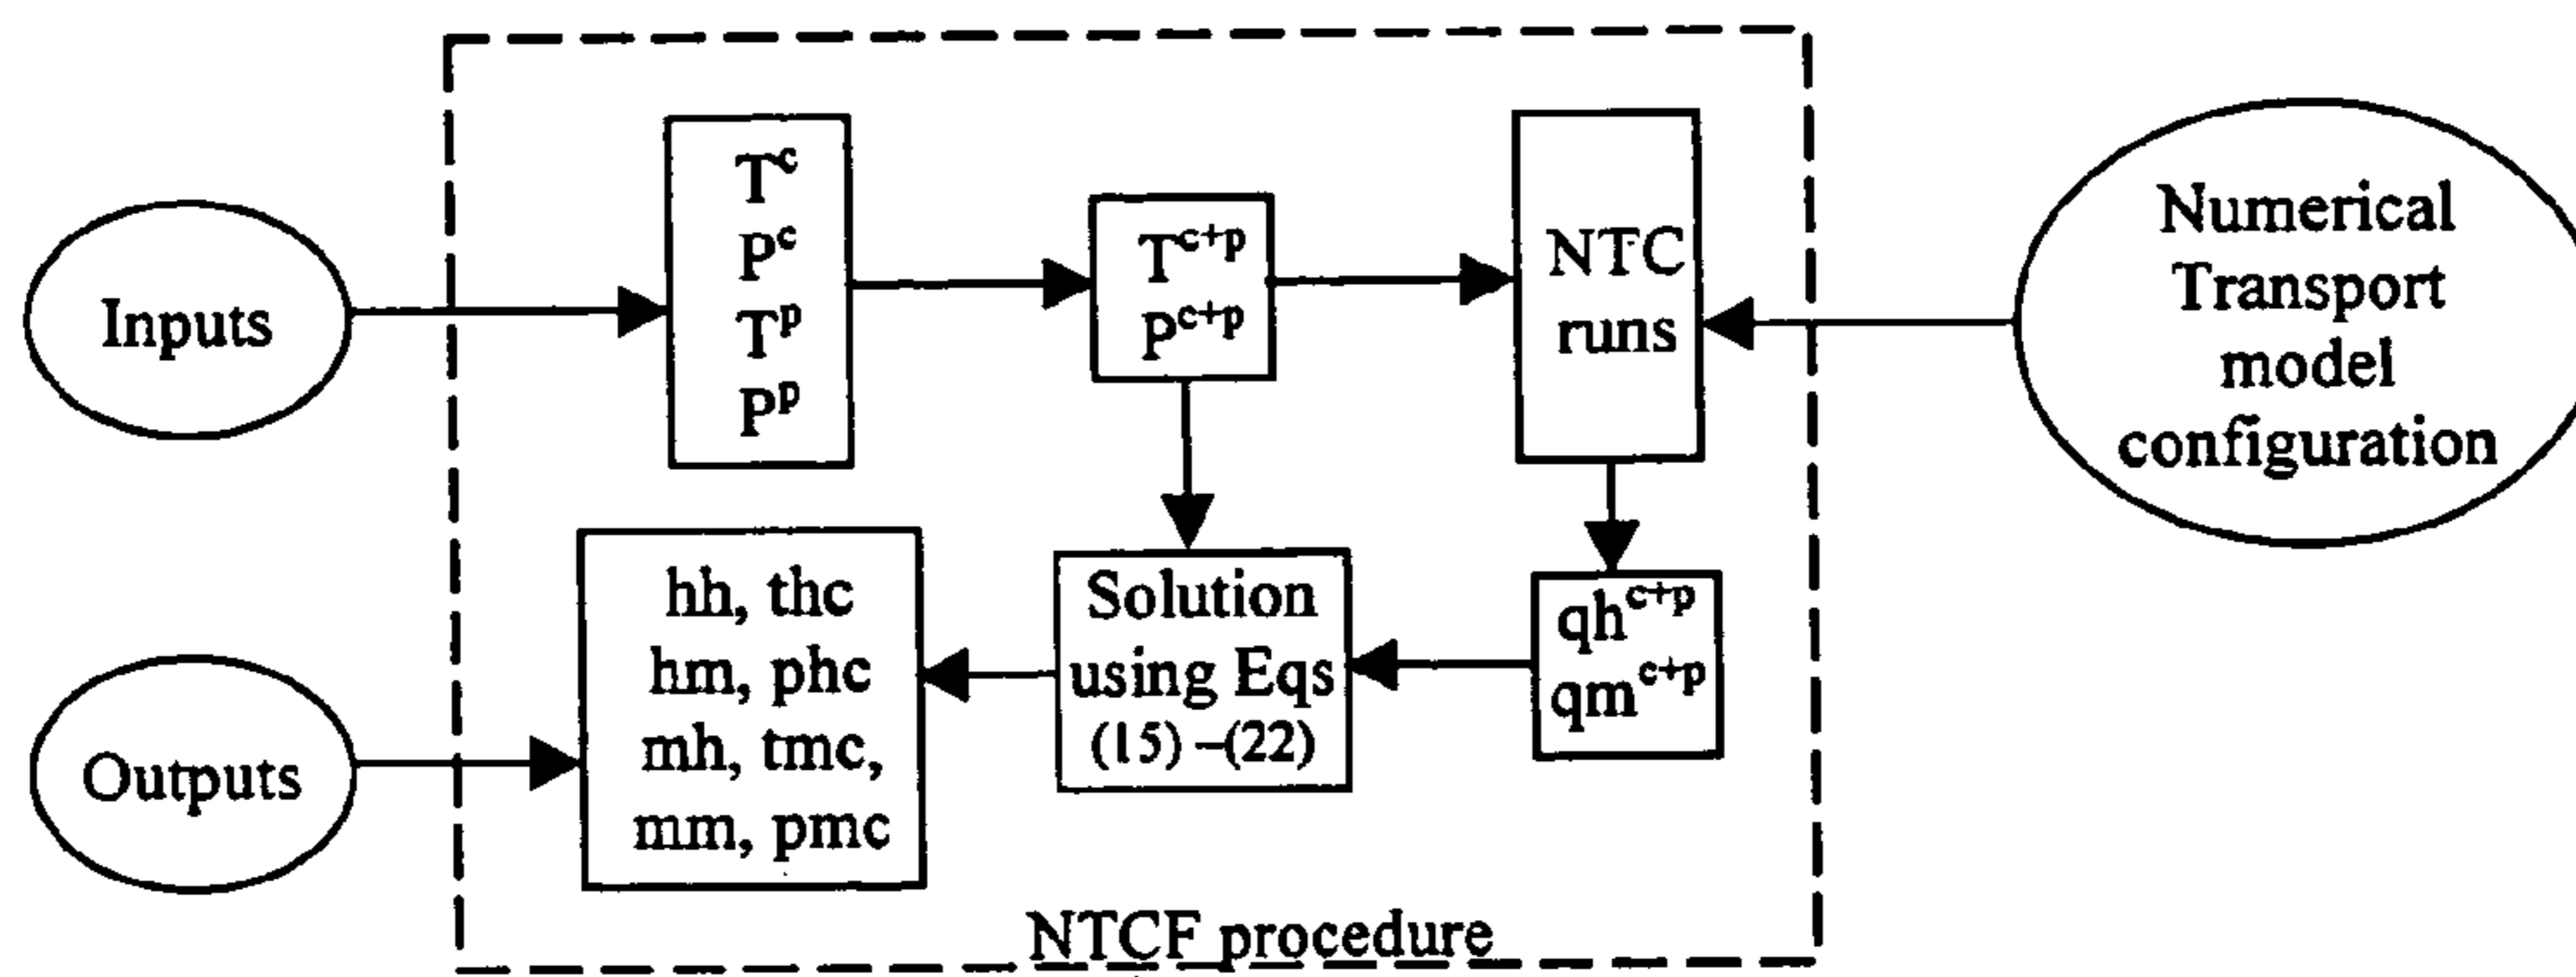 Inputs
T^c
P^c
T^p
P^p
T^c+p
P^c+p
NTC
runs
Numerical
Transport
model
configuration
Outputs
hh, thc
hm, phc
mh, tmc,
mm, pmc
Solution
using Eqs
(15) –(22)
qh^c+p
qm^c+p
NTCF procedure